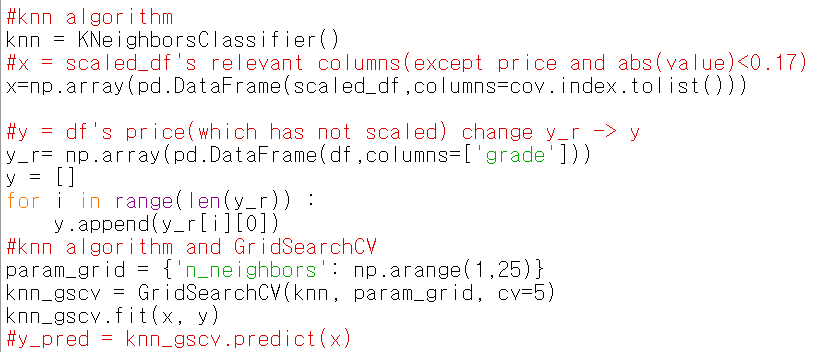 #knn algorithm
knn = KNeighborsClassifier()
#x = scaled_df's relevant columns(except price and abs(value)<0.17)
x=np.array(pd.DataFrame(scaled_df,columns=cov.index.tolist()))
#y = df's price(which has not scaled) change y_r -> y
y_r= np.array(pd.DataFrame(df,columns=['grade']))
y = []
for i in range(len(y_r)) :
    y.append(y_r[i][0])
#knn algorithm and GridSearchCV
param_grid = {'n_neighbors': np.arange(1,25)}
knn_gscv = GridSearchCV(knn, param_grid, cv=5)
knn_gscv.fit(x, y)
#y_pred = knn_gscv.predict(x)